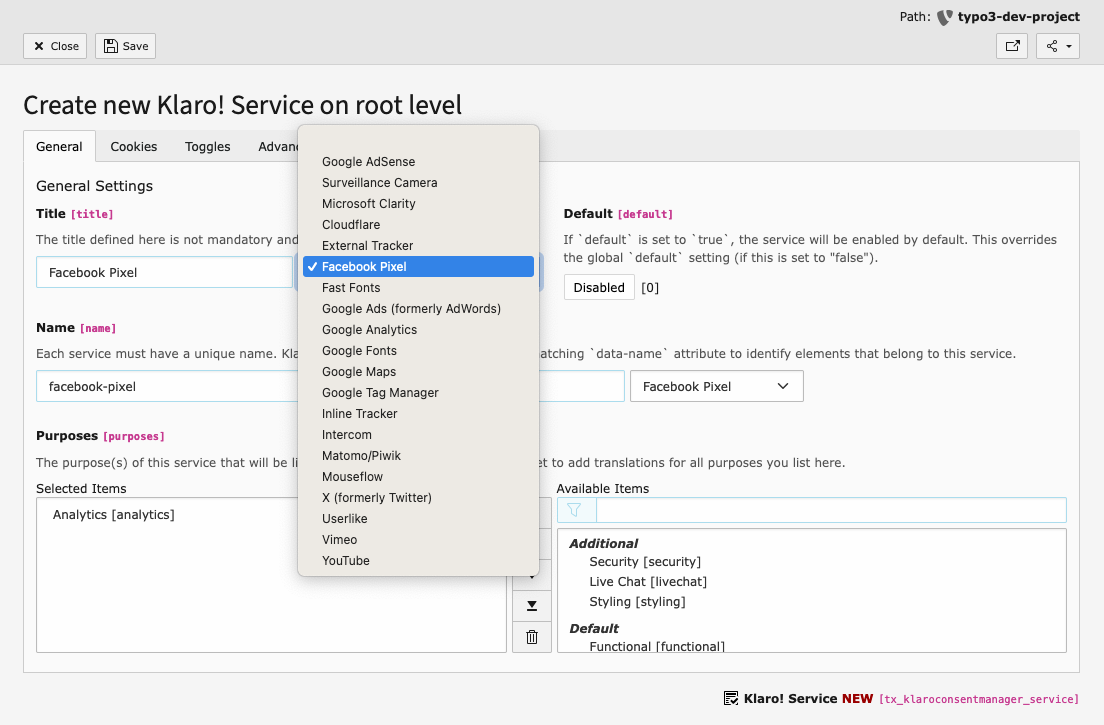 Path: typo3-dev-project
Close Save
Create new Klaro! Service on root level
General Cookies Toggles Advan
General Settings
Title [title]
The title defined here is not mandatory and
Facebook Pixel
Google AdSense
Surveillance Camera
Microsoft Clarity
Cloudflare
External Tracker
Facebook Pixel
Fast Fonts
Google Ads (formerly AdWords)
Google Analytics
Google Fonts
Google Maps
Google Tag Manager
Inline Tracker
Intercom
Matomo/Piwik
Mouseflow
X (formerly Twitter)
Userlike
Vimeo
YouTube
Default [default]
If `default` is set to `true`, the service will be enabled by default. This overrides
the global `default` setting (if this is set to "false").
Disabled [0]
Name [name]
Each service must have a unique name. Kla atching `data-name` attribute to identify elements that belong to this service.
facebook-pixel Facebook Pixel
Purposes [purposes]
The purpose(s) of this service that will be li et to add translations for all purposes you list here.
Selected Items
Analytics [analytics]
Available Items
Additional
Security [security]
Live Chat [livechat]
Styling [styling]
Default
Functional [functional]
Klaro! Service NEW [tx_klaroconsentmanager_service]